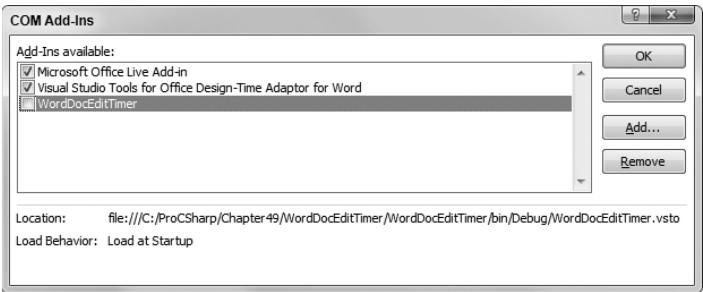 COM Add-Ins
Add-Ins available:
Microsoft Office Live Add-in
Visual Studio Tools for Office Design-Time Adaptor for Word
WordDocEditTimer
OK
Cancel
Add...
Remove
Location: file:///C:/ProCSharp/Chapter49/WordDocEditTimer/WordDocEditTimer/bin/Debug/WordDocEditTimer.vsto
Load Behavior: Load at Startup